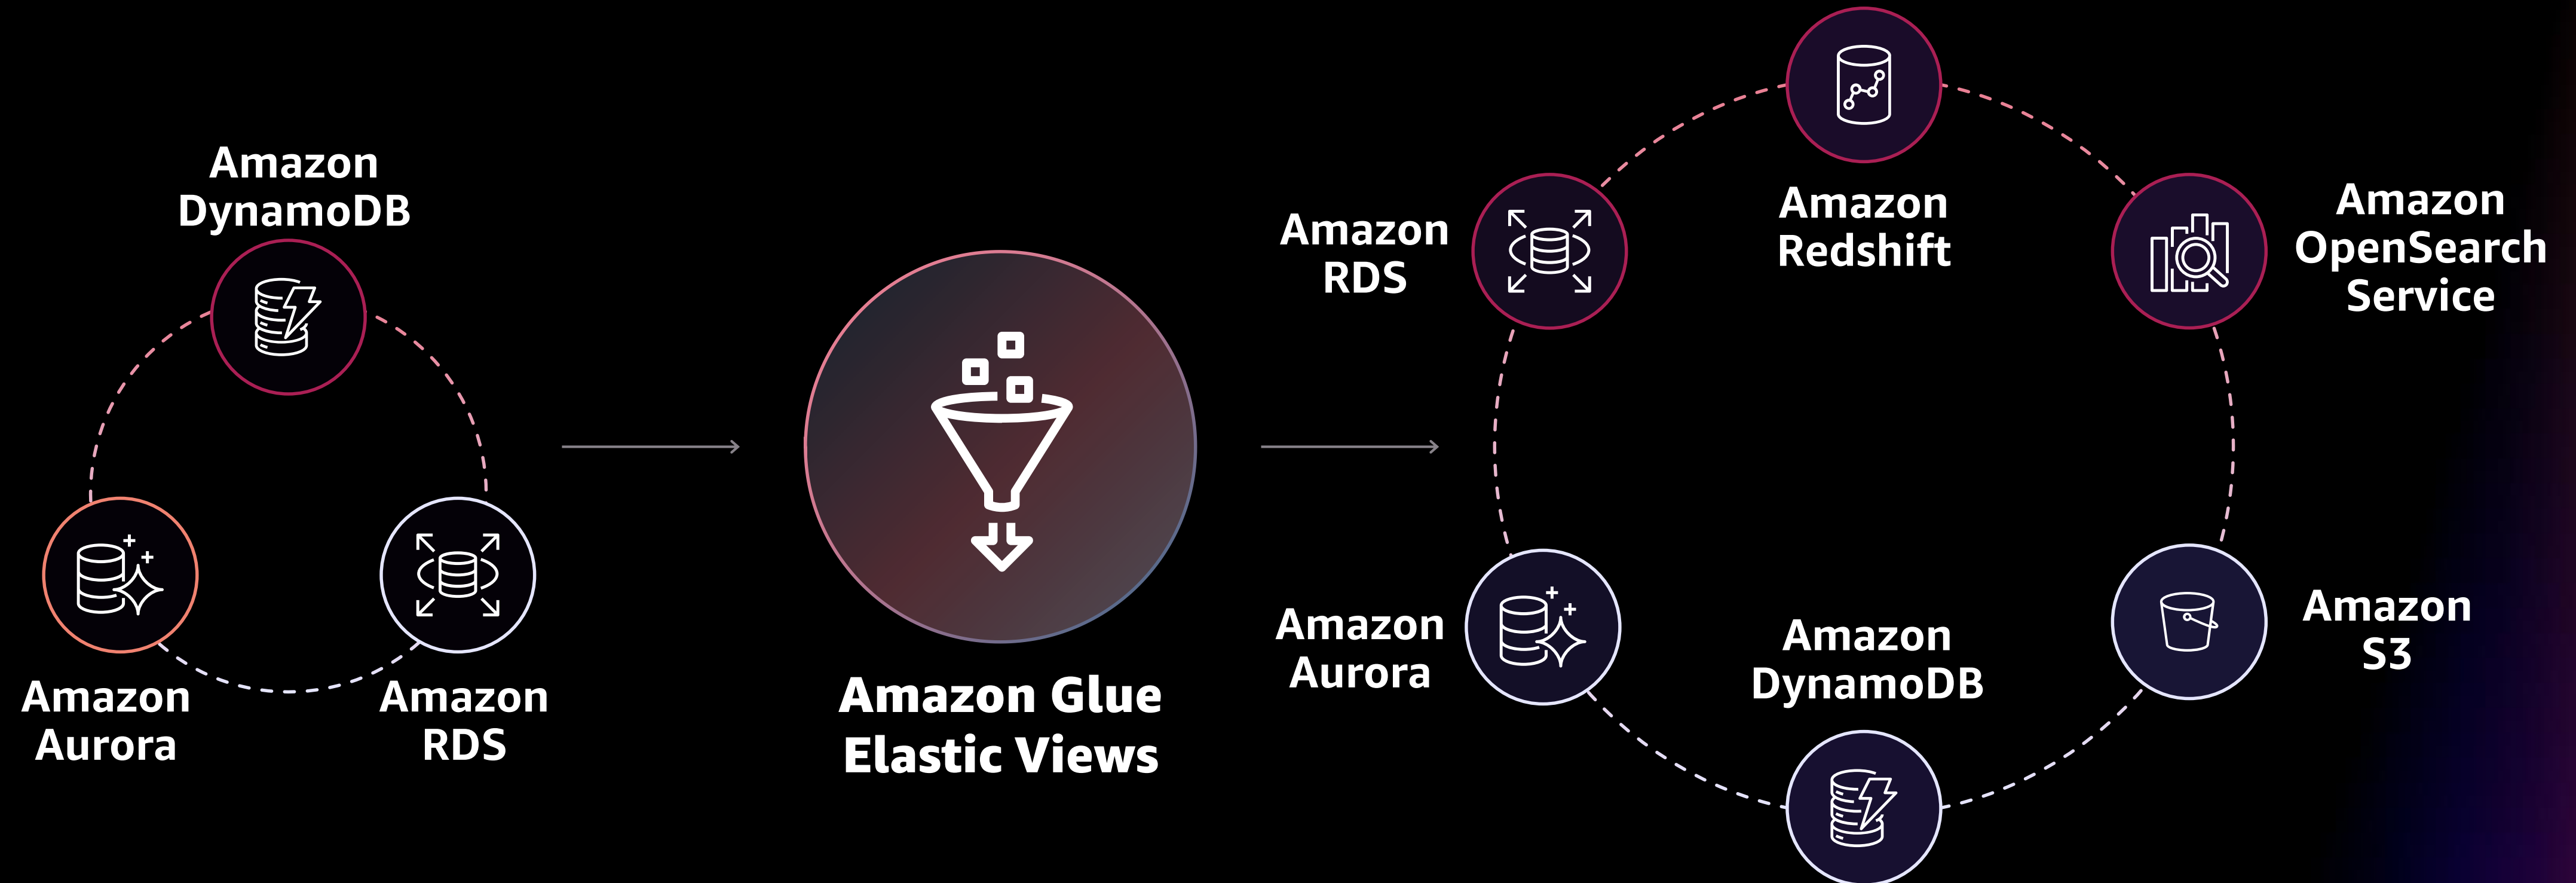 Amazon
DynamoDB
Amazon
Aurora
Amazon
RDS
Amazon Glue
Elastic Views
Amazon
RDS
Amazon
Redshift
Amazon
OpenSearch
Service
Amazon
Aurora
Amazon
DynamoDB
Amazon
S3